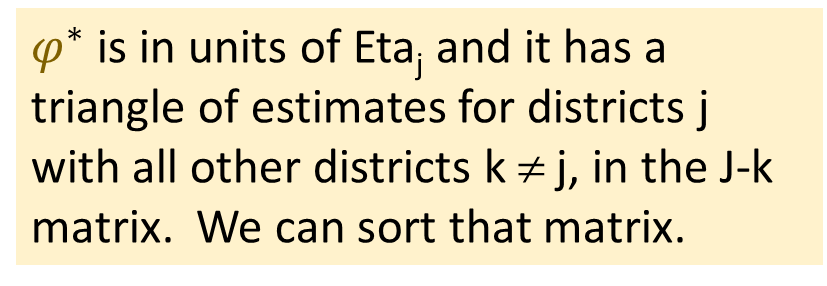 φ* is in units of Etaⱼ and it has a
triangle of estimates for districts j
with all other districts k ≠ j, in the J-k
matrix.  We can sort that matrix.